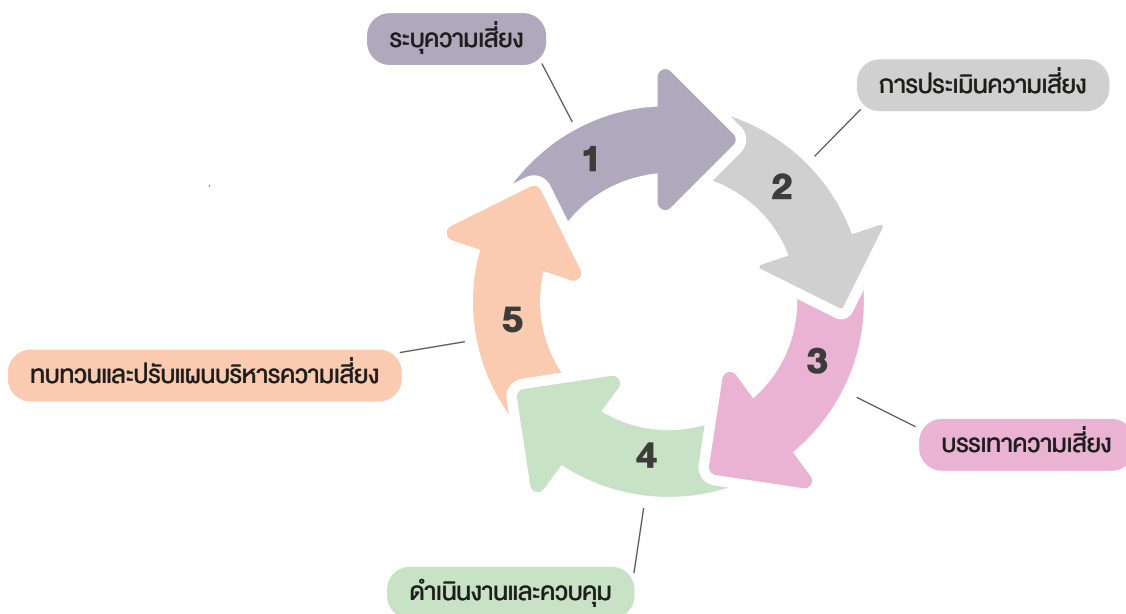 ระบุความเสี่ยง
1
การประเมินความเสี่ยง
2
3
บรรเทาความเสี่ยง
4
ดำเนินงานและควบคุม
5
ทบทวนและปรับแผนบริหารความเสี่ยง